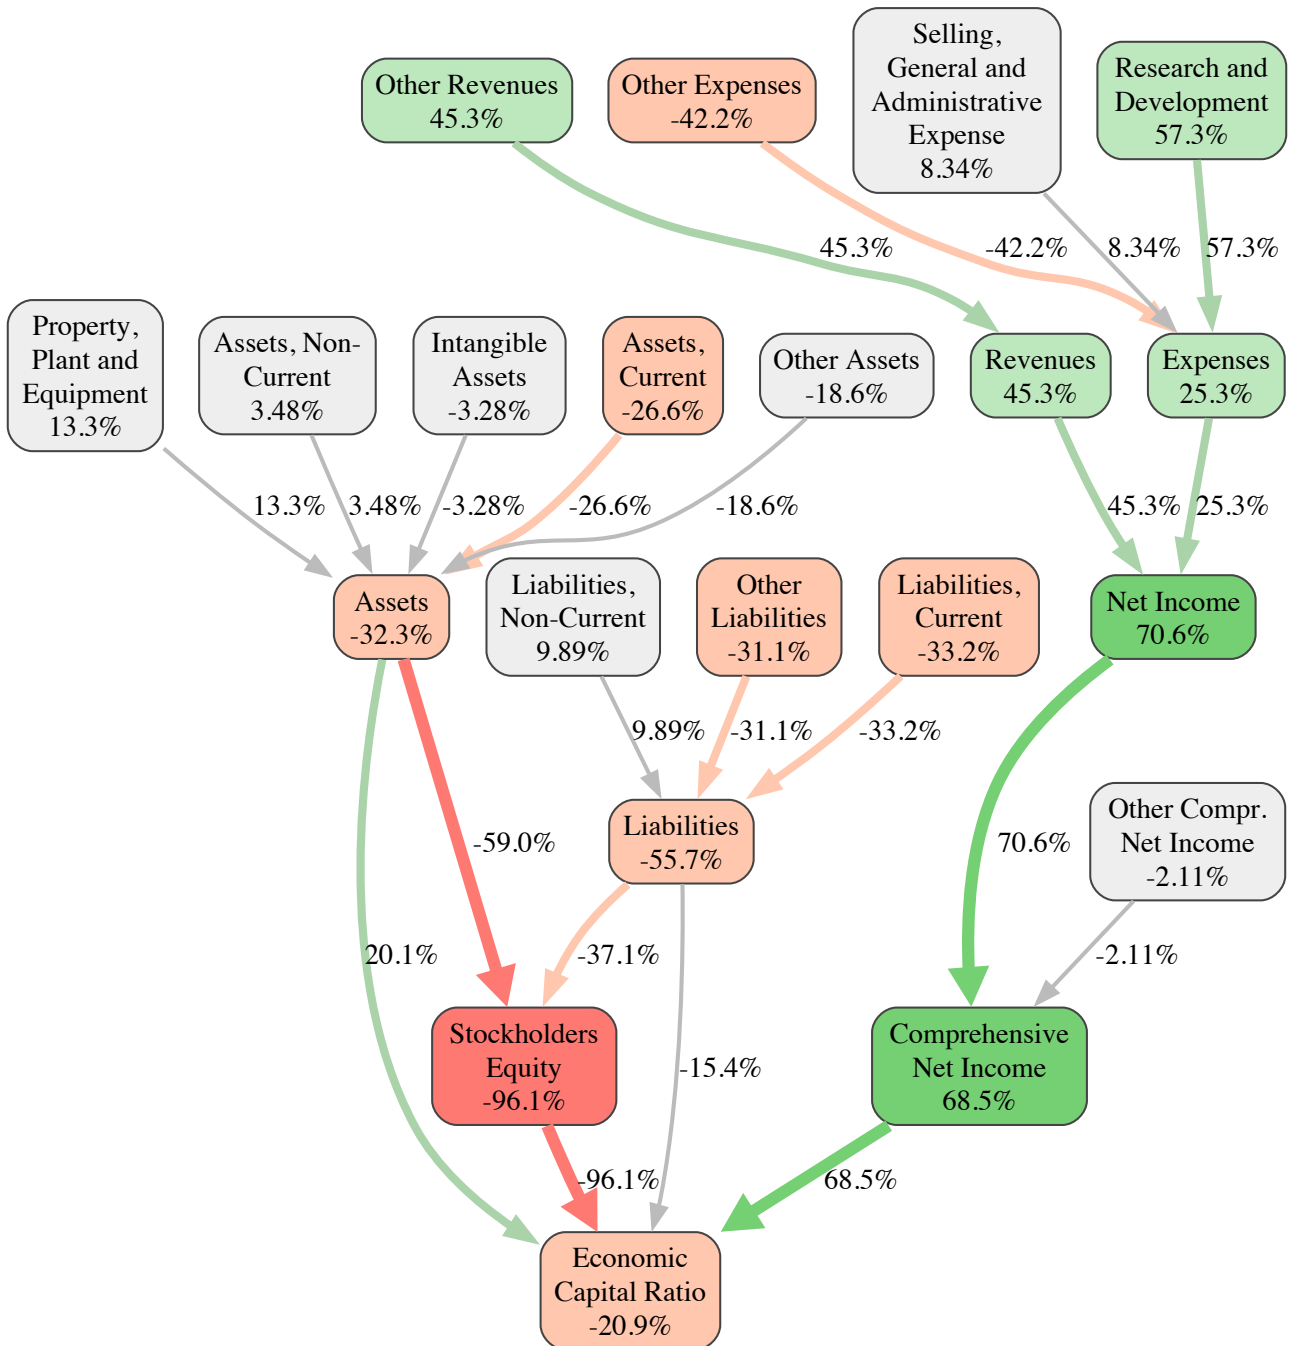 Other Revenues
45.3%
Other Expenses
-42.2%
Selling,
General and
Administrative
Expense
8.34%
Research and
Development
57.3%
45.3%
-42.2%
8.34%
57.3%
Property,
Plant and
Equipment
13.3%
Assets, Non-
Current
3.48%
Intangible
Assets
-3.28%
Assets,
Current
-26.6%
Other Assets
-18.6%
Revenues
45.3%
Expenses
25.3%
13.3%
3.48%
-3.28%
-26.6%
-18.6%
45.3%
25.3%
Assets
-32.3%
Liabilities,
Non-Current
9.89%
Other
Liabilities
-31.1%
Liabilities,
Current
-33.2%
Net Income
70.6%
9.89%
-31.1%
-33.2%
Liabilities
-55.7%
Other Compr.
Net Income
-2.11%
-59.0%
70.6%
20.1%
-37.1%
-2.11%
Stockholders
Equity
-96.1%
-15.4%
Comprehensive
Net Income
68.5%
-96.1%
68.5%
Economic
Capital Ratio
-20.9%